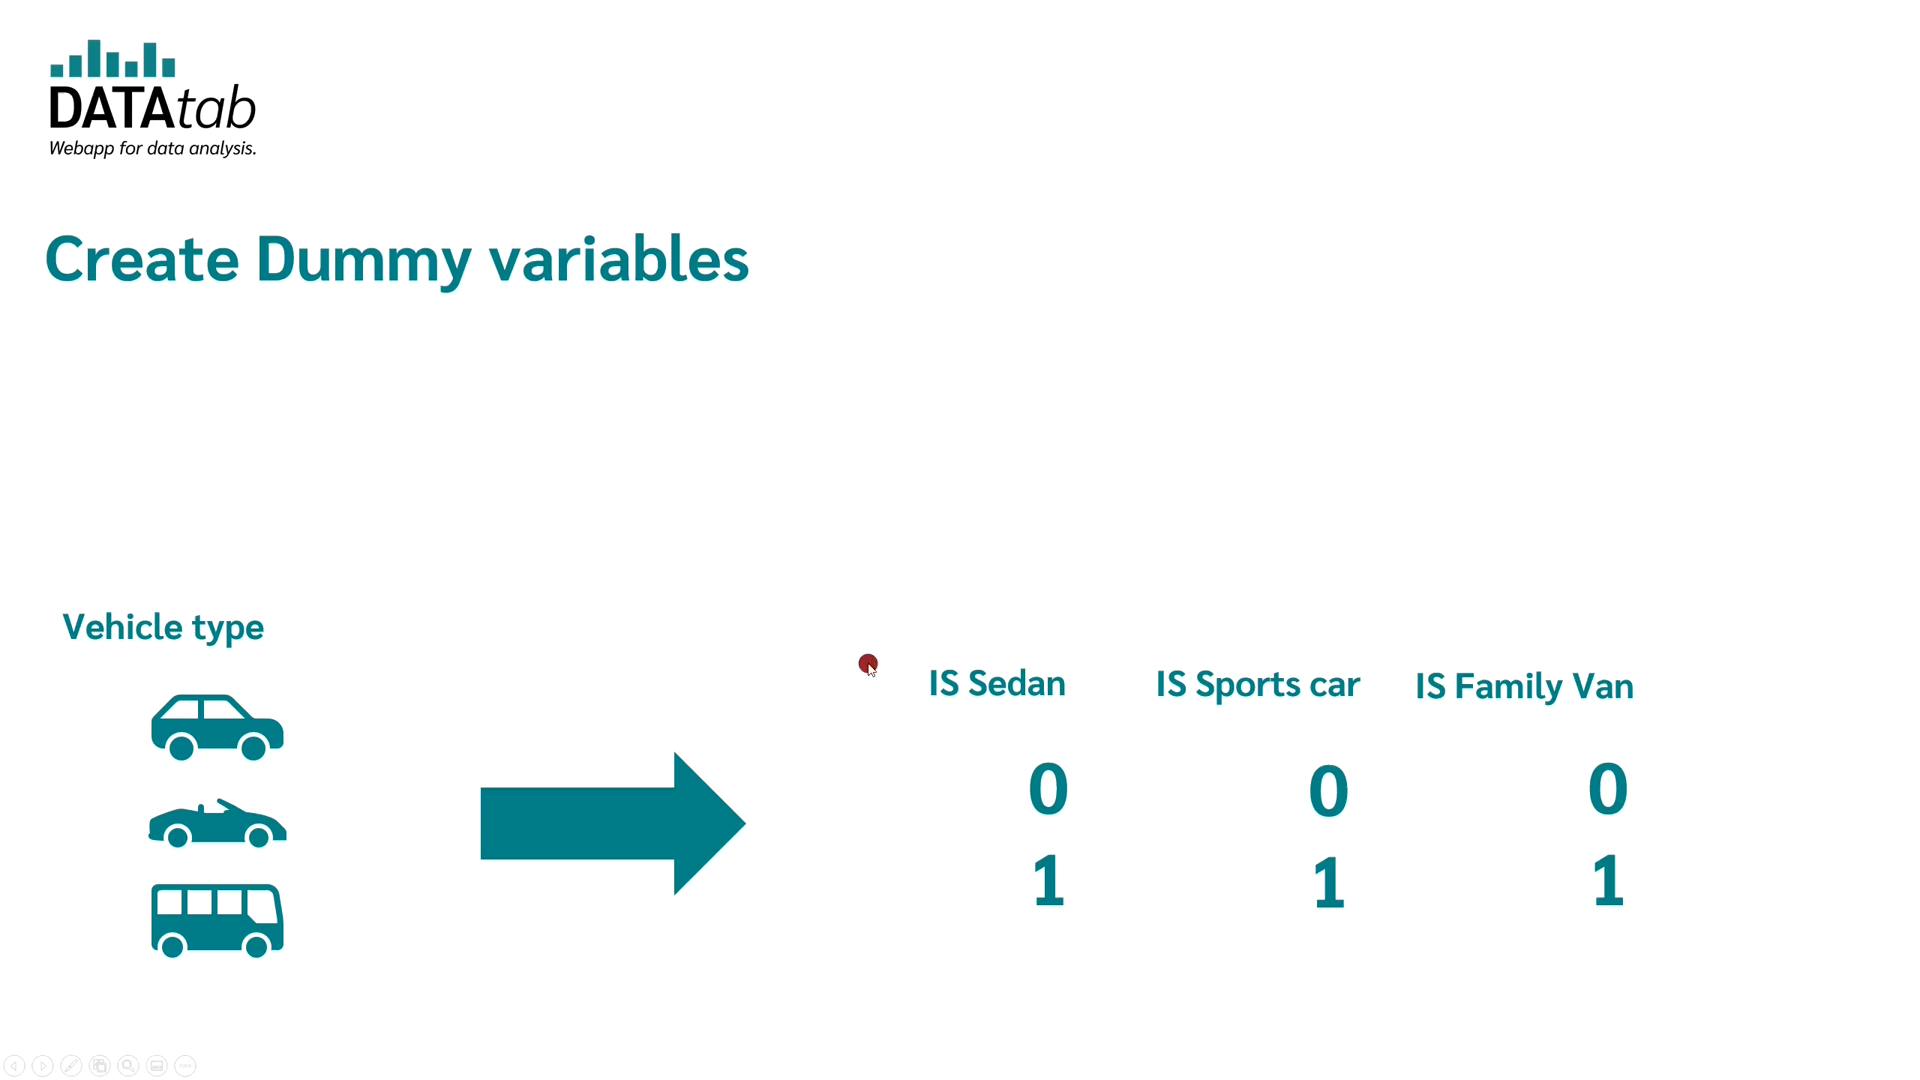 DATAtab
Webapp for data analysis.
Create Dummy variables
Vehicle type
IS Sedan IS Sports car IS Family Van
0 0 0
1 1 1